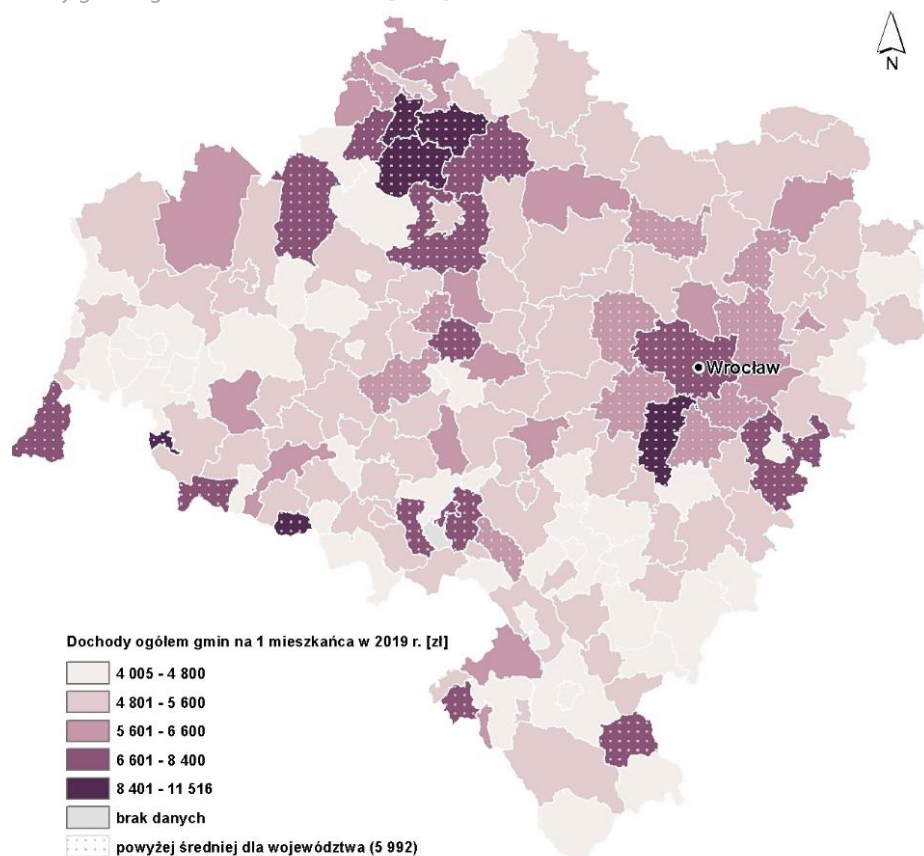 N
Wrocław
Dochody ogółem gmin na 1 mieszkańca w 2019 r. [zł]
4 005 - 4 800
4 801 - 5 600
5 601 - 6 600
6 601 - 8 400
8 401 - 11 516
brak danych
powyżej średniej dla województwa (5 992)